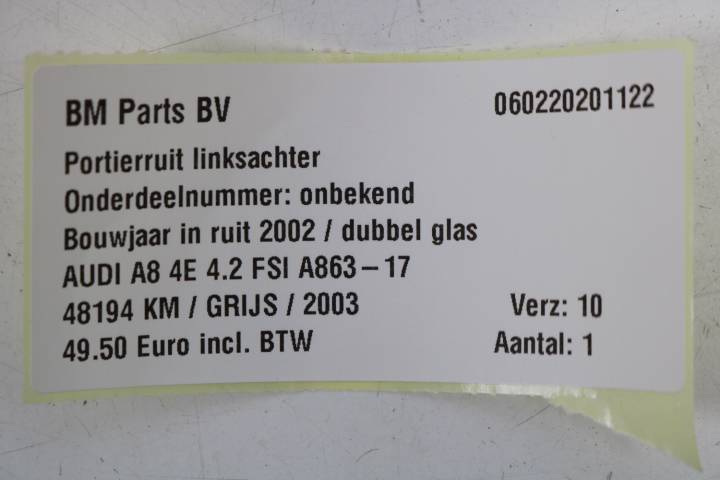 BM Parts BV 060220201122
Portierruit linksachter
Onderdeelnummer: onbekend
Bouwjaar in ruit 2002 / dubbel glas
AUDI A8 4E 4.2 FSI A863-17
48194 KM / GRIJS / 2003 Verz: 10
49.50 Euro incl. BTW Aantal: 1